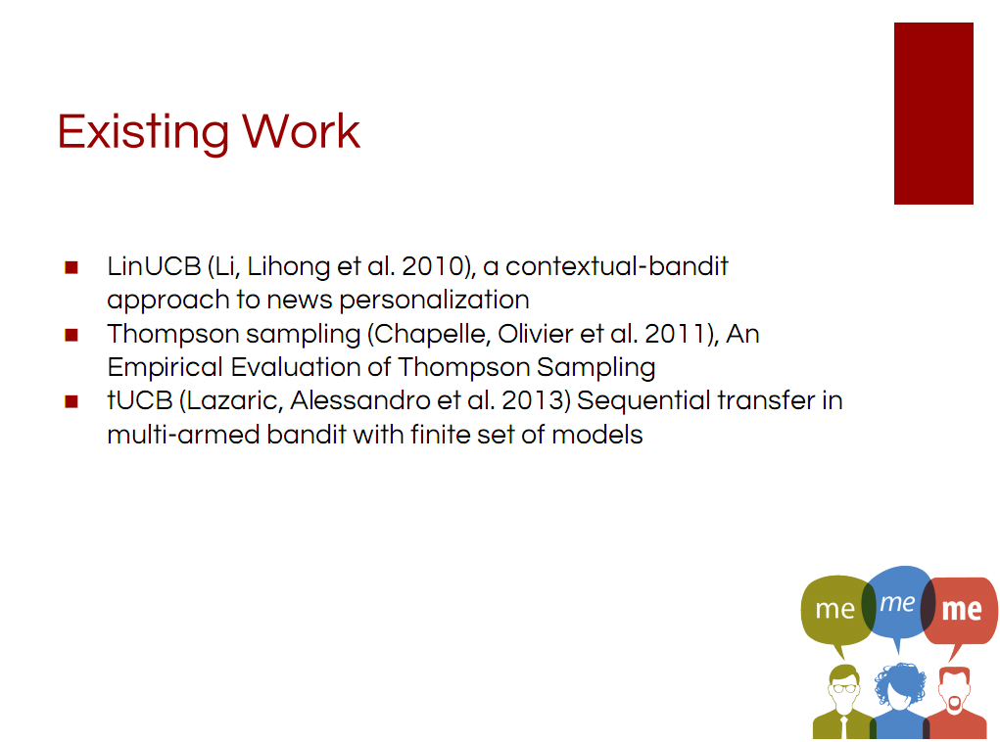 Existing Work
LinUCB (Li, Lihong et al. 2010), a contextual-bandit
approach to news personalization
Thompson sampling (Chapelle, Olivier et al. 2011), An
Empirical Evaluation of Thompson Sampling
tUCB (Lazaric, Alessandro et al. 2013) Sequential transfer in
multi-armed bandit with finite set of models
me me me